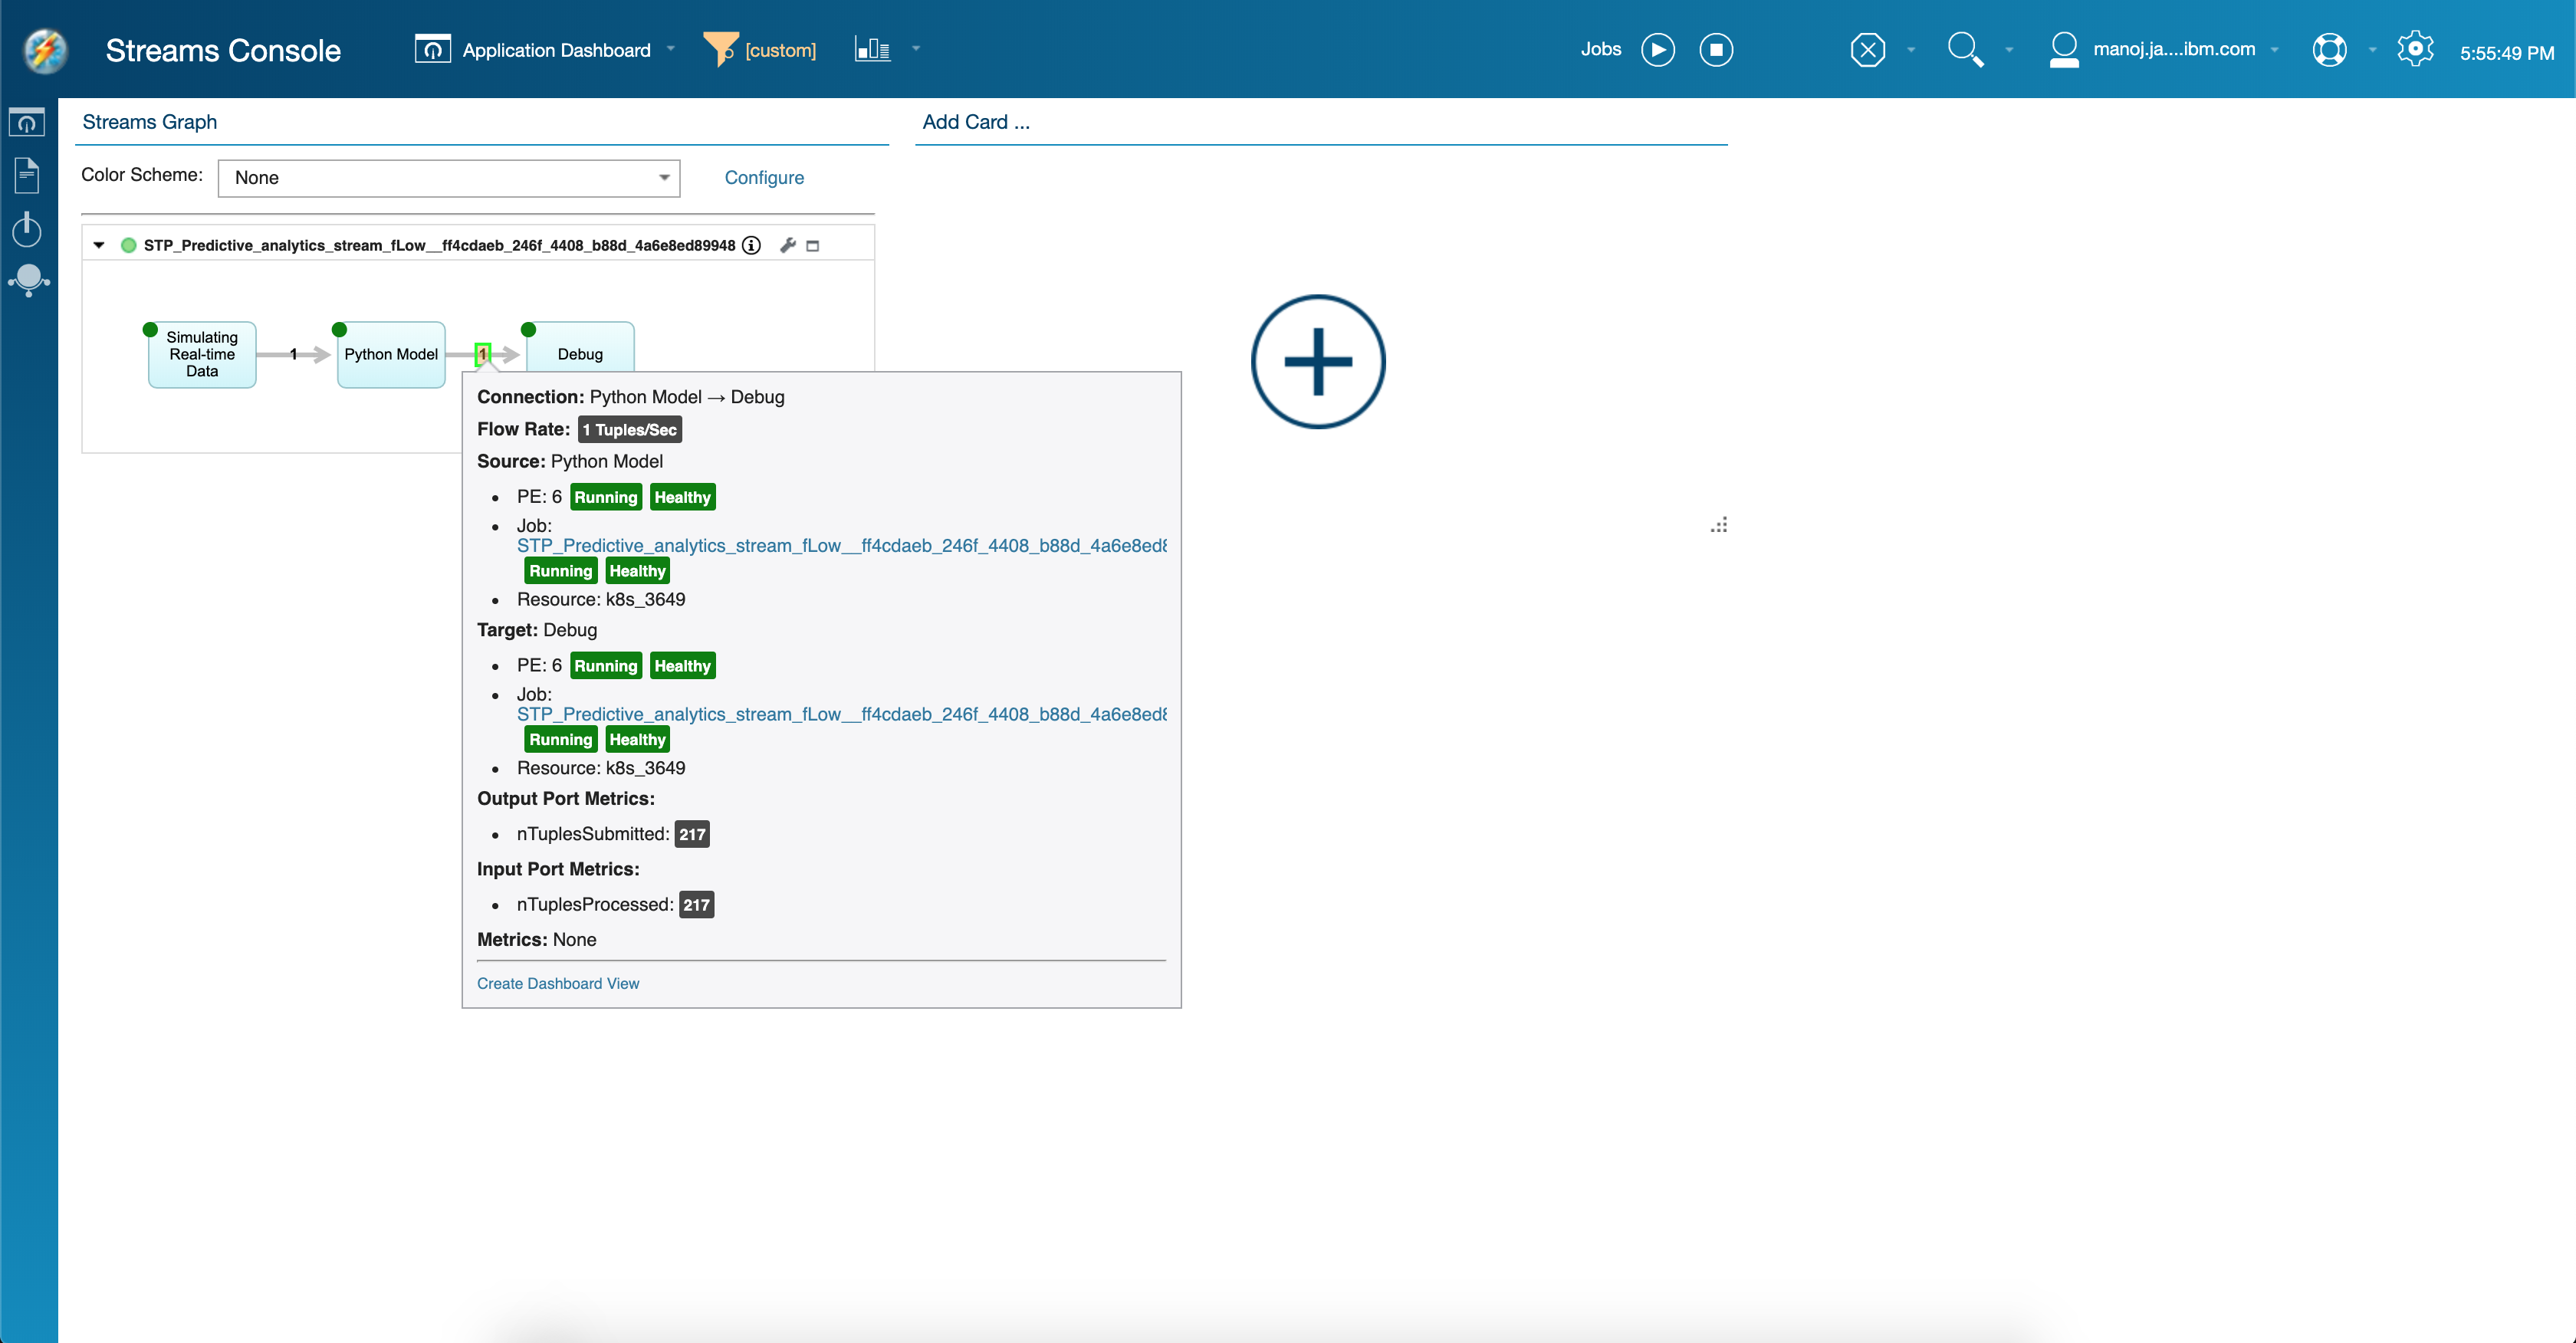 Streams Console
Application Dashboard
[custom]
Jobs
manoj.ja....ibm.com
5:55:49 PM
Streams Graph
Add Card ...
Color Scheme:
None
Configure
STP_Predictive_analytics_stream_fLow__ff4cdaeb_246f_4408_b88d_4a6e8ed89948
Simulating
Real-time
Data
1
Python Model
1
Debug
Connection: Python Model → Debug
Flow Rate: 1 Tuples/Sec
Source: Python Model
• PE: 6 Running Healthy
• Job:
STP_Predictive_analytics_stream_fLow__ff4cdaeb_246f_4408_b88d_4a6e8ed8
Running Healthy
• Resource: k8s_3649
Target: Debug
• PE: 6 Running Healthy
• Job:
STP_Predictive_analytics_stream_fLow__ff4cdaeb_246f_4408_b88d_4a6e8ed8
Running Healthy
• Resource: k8s_3649
Output Port Metrics:
• nTuplesSubmitted: 217
Input Port Metrics:
• nTuplesProcessed: 217
Metrics: None
Create Dashboard View